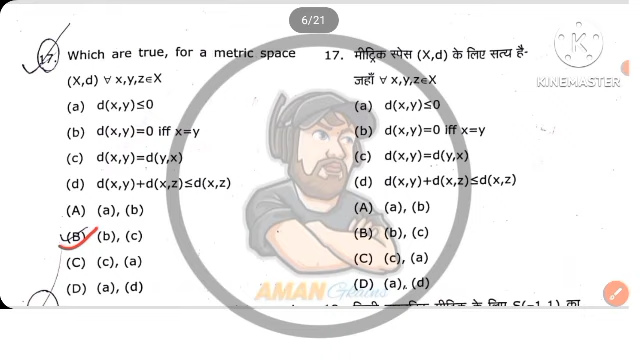 6/21
17. Which are true, for a metric space
(X,d) ∀ x,y,z∈X
(a) d(x,y)≤0
(b) d(x,y)=0 iff x=y
(c) d(x,y)=d(y,x)
(d) d(x,y)+d(x,z)≤d(x,z)
(A) (a), (b)
(B) (b), (c)
(C) (c), (a)
(D) (a), (d)
17. मीट्रिक स्पेस (X,d) के लिए सत्य है-
जहाँ ∀ x,y,z∈X
(a) d(x,y)≤0
(b) d(x,y)=0 iff x=y
(c) d(x,y)=d(y,x)
(d) d(x,y)+d(x,z)≤d(x,z)
(A) (a), (b)
(B) (b), (c)
(C) (c), (a)
(D) (a), (d)
K
KINEMASTER
AMAN